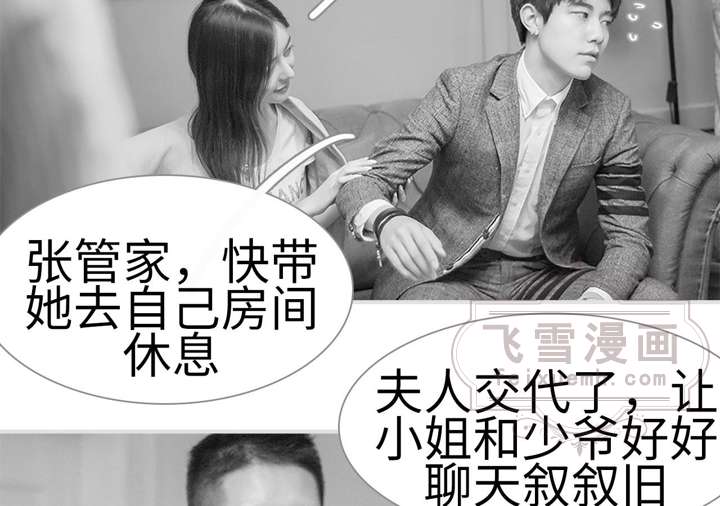 张管家，快带
她去自己房间
休息
飞雪漫画
夫人交代了，让
小姐和少爷好好
聊天叙叙旧